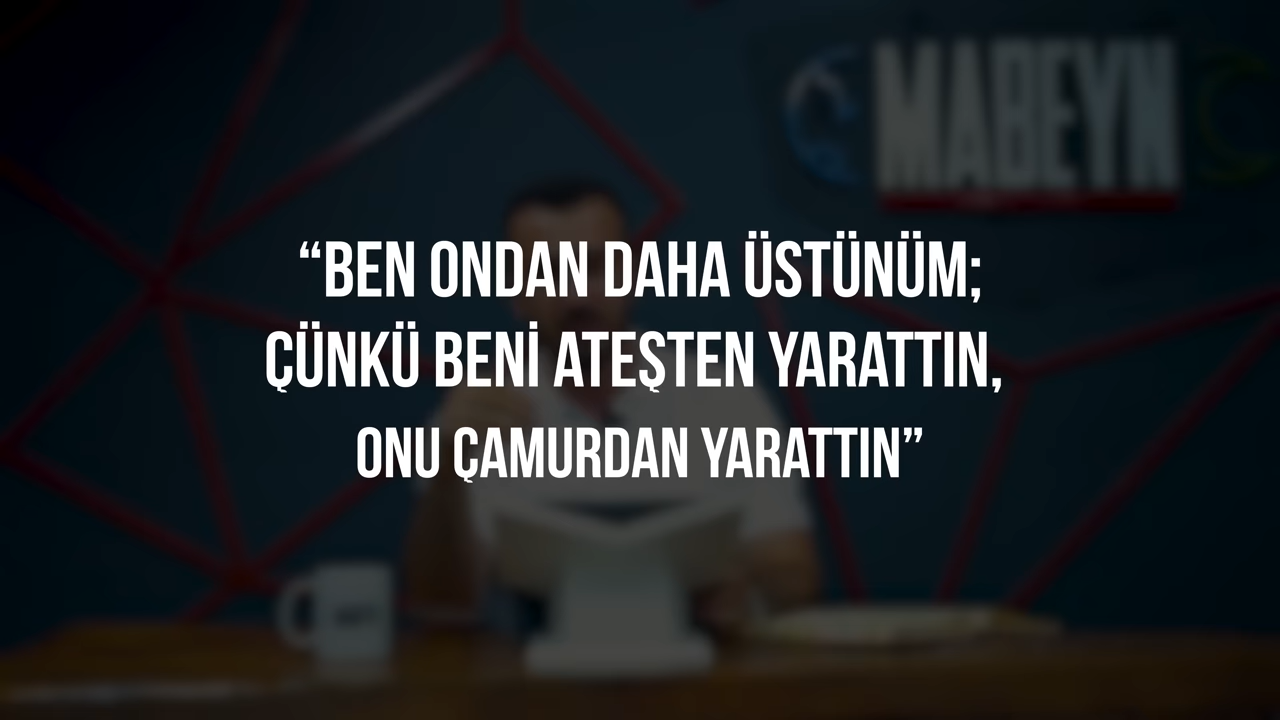 MABEYN
“BEN ONDAN DAHA ÜSTÜNÜM;
ÇÜNKÜ BENİ ATEŞTEN YARATTIN,
ONU ÇAMURDAN YARATTIN”